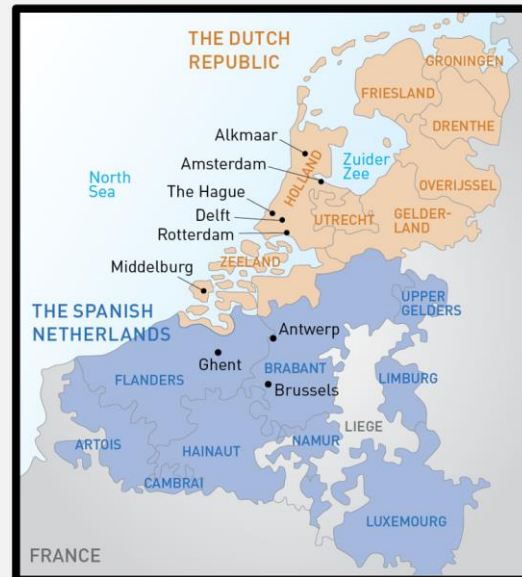 THE DUTCH
REPUBLIC
GRONINGEN
FRIESLAND
DRENTHE
Alkmaar
Zuider
Zee
Amsterdam
North
Sea
HOLLAND
OVERIJSSEL
The Hague
Delft
UTRECHT
GELDER-
LAND
Rotterdam
ZEELAND
Middelburg
UPPER
GELDERS
THE SPANISH
NETHERLANDS
Antwerp
Ghent
BRABANT
FLANDERS
LIMBURG
Brussels
LIEGE
ARTOIS
NAMUR
HAINAUT
CAMBRAI
LUXEMOURG
FRANCE